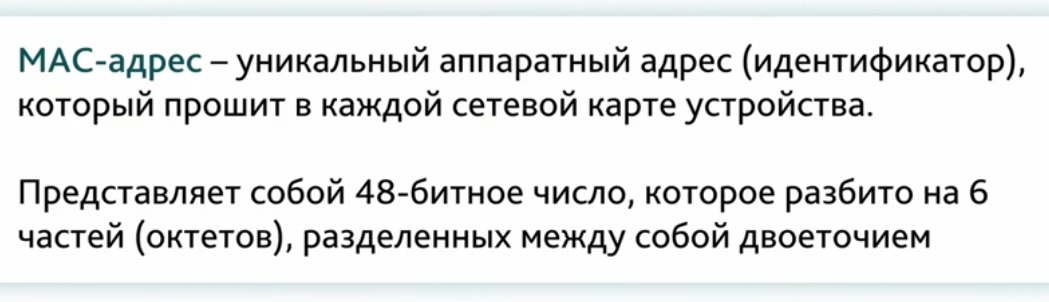 МАС-адрес – уникальный аппаратный адрес (идентификатор),
который прошит в каждой сетевой карте устройства.
Представляет собой 48-битное число, которое разбито на 6
частей (октетов), разделенных между собой двоеточием